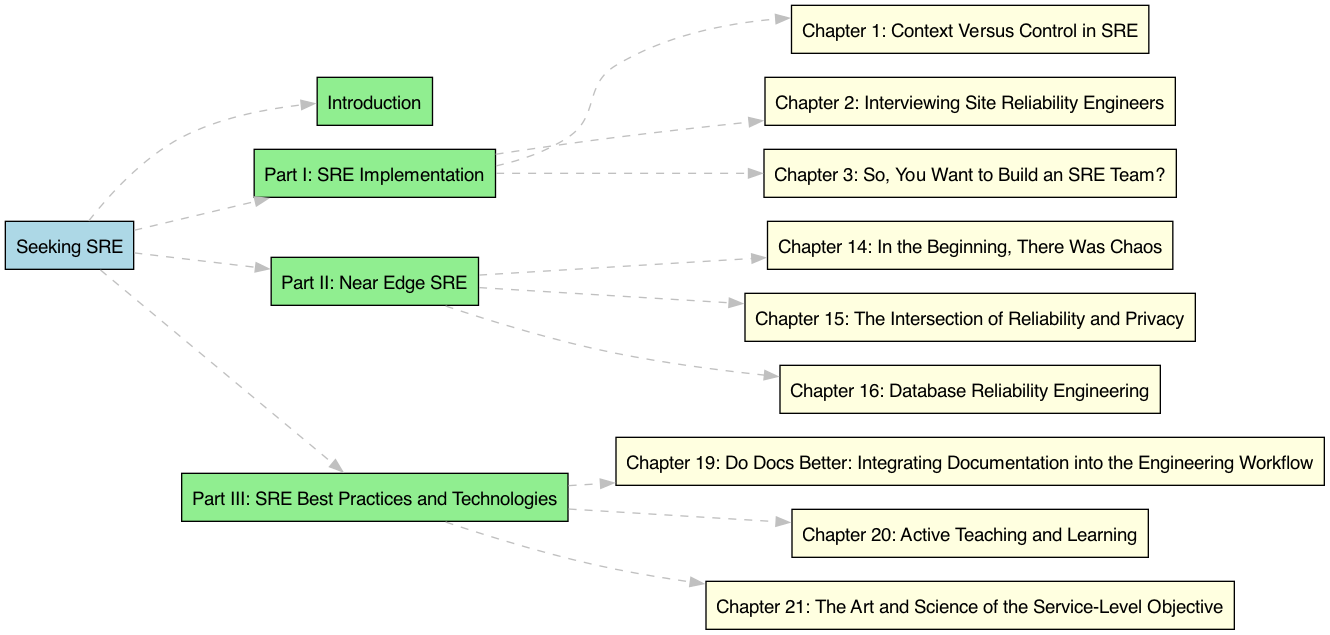 Seeking SRE
Introduction
Part I: SRE Implementation
Part II: Near Edge SRE
Part III: SRE Best Practices and Technologies
Chapter 1: Context Versus Control in SRE
Chapter 2: Interviewing Site Reliability Engineers
Chapter 3: So, You Want to Build an SRE Team?
Chapter 14: In the Beginning, There Was Chaos
Chapter 15: The Intersection of Reliability and Privacy
Chapter 16: Database Reliability Engineering
Chapter 19: Do Docs Better: Integrating Documentation into the Engineering Workflow
Chapter 20: Active Teaching and Learning
Chapter 21: The Art and Science of the Service-Level Objective